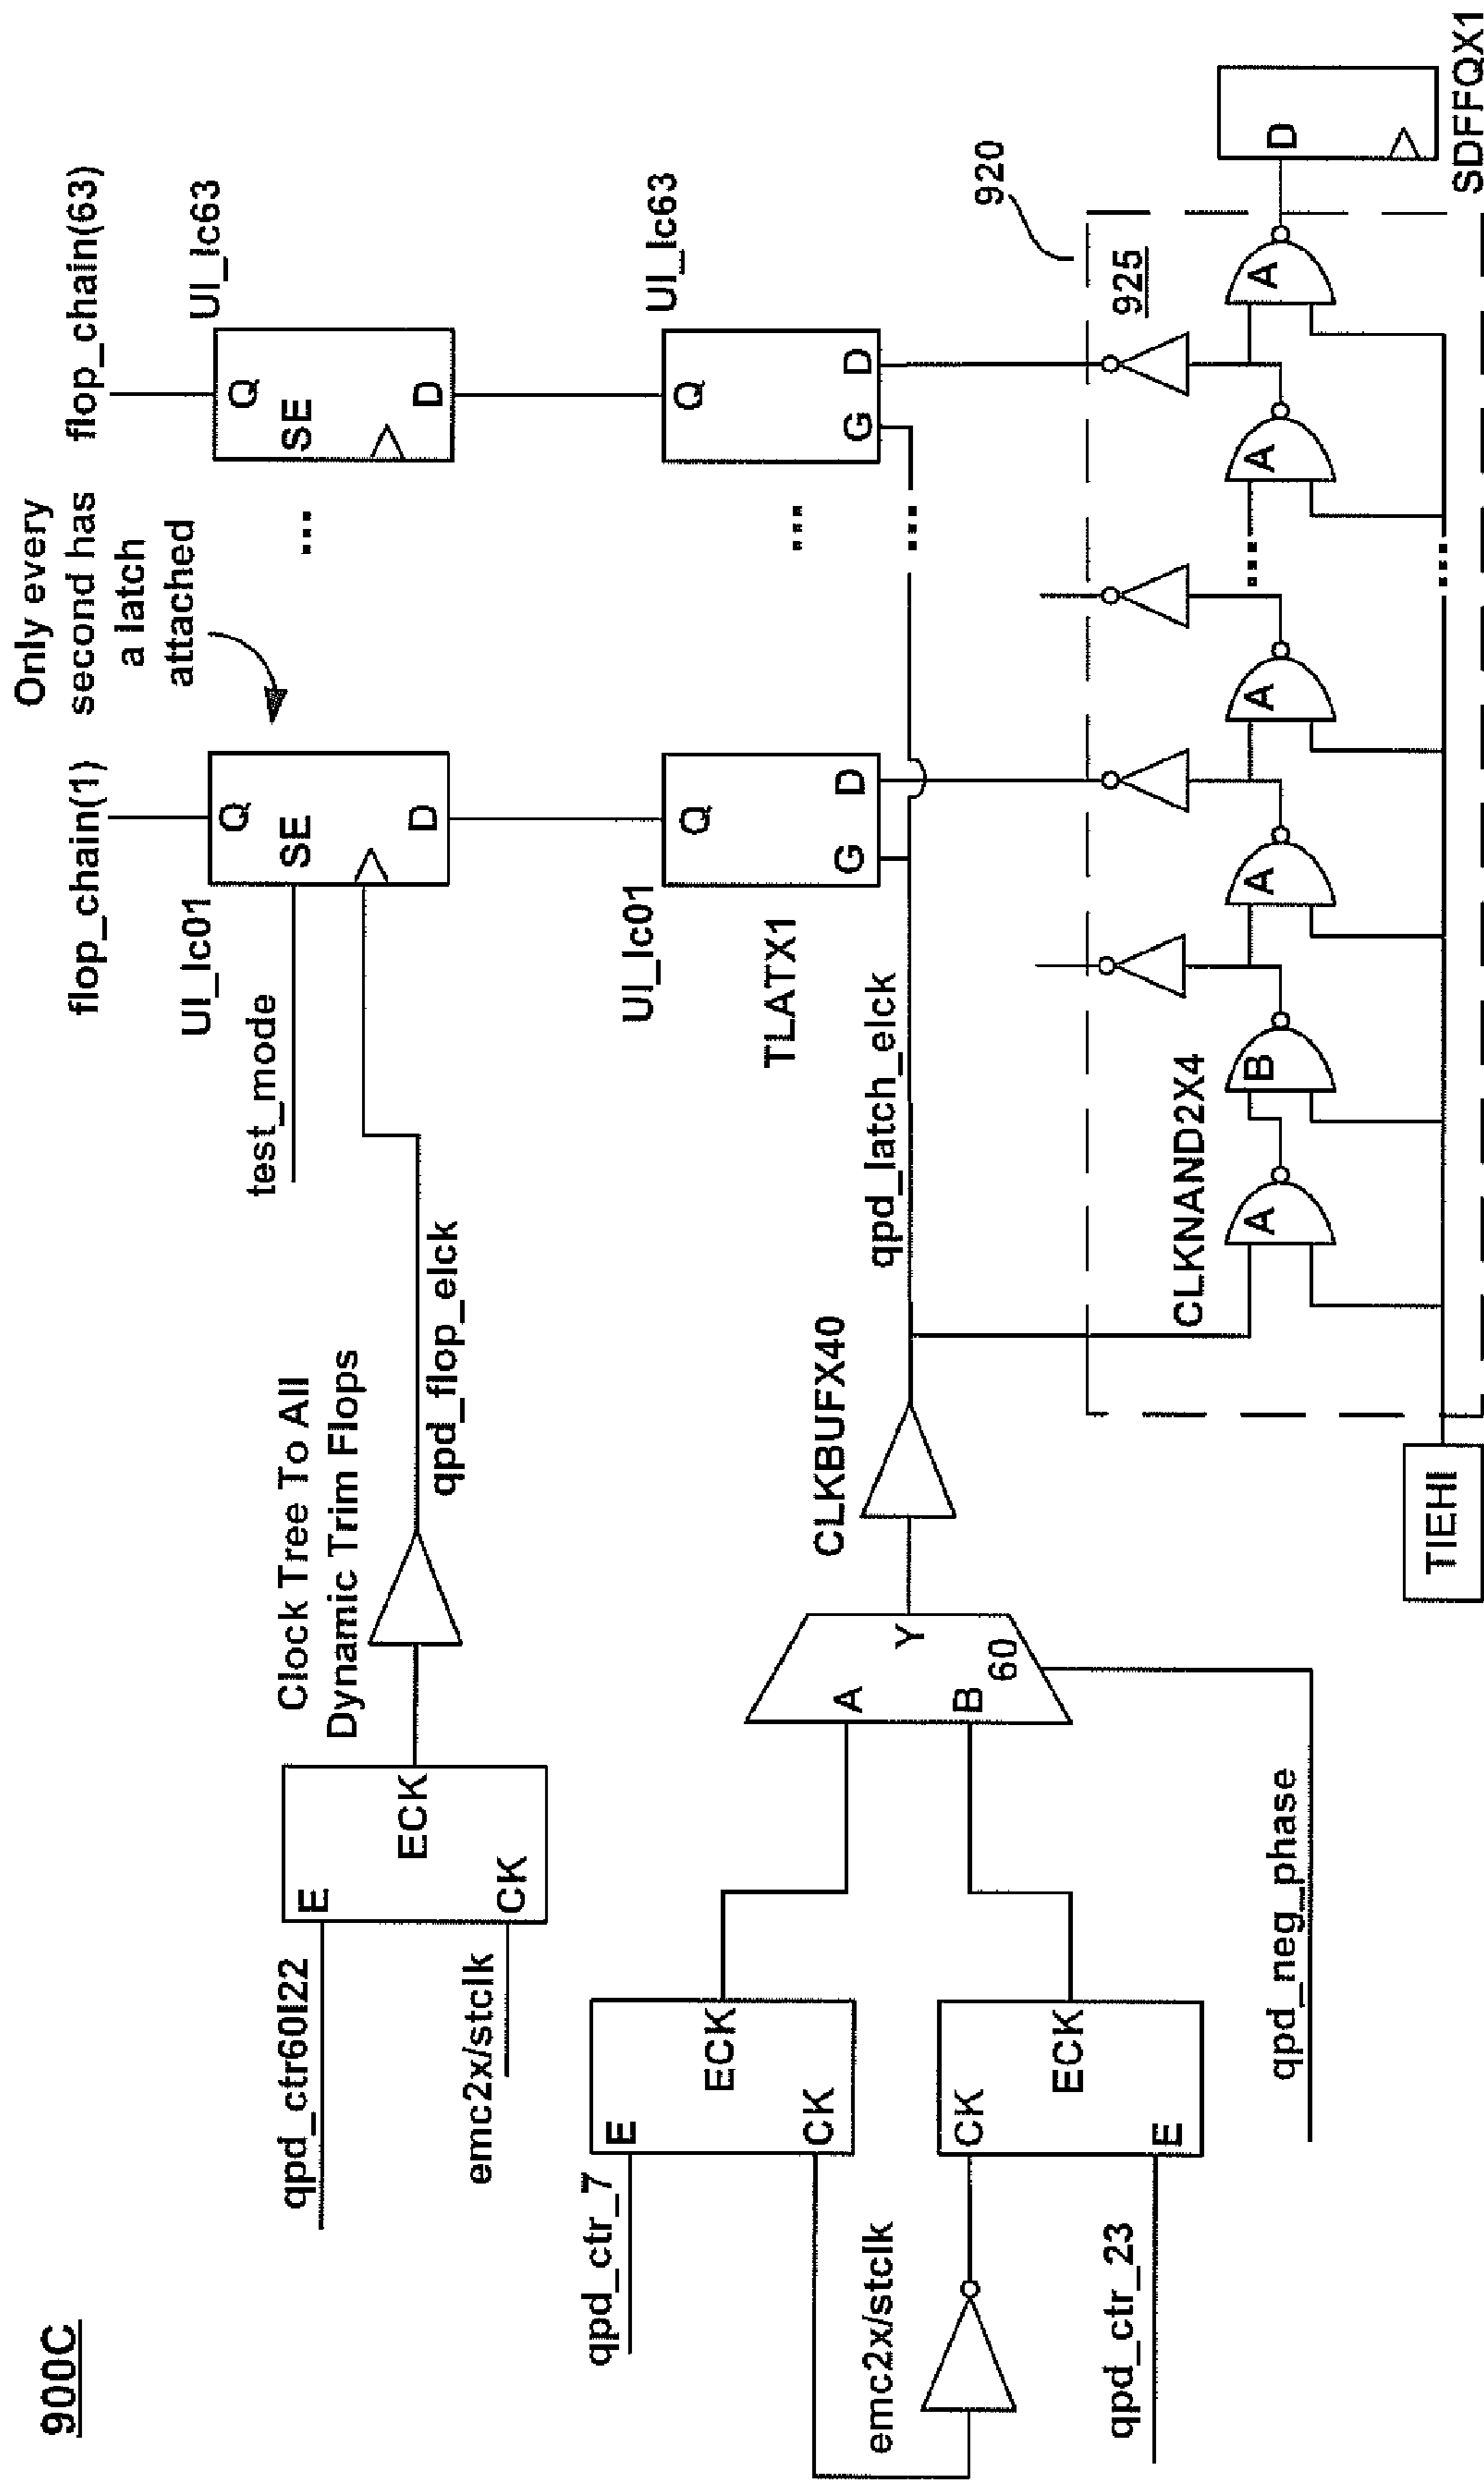 900C
Only every
second has
a latch
attached
flop_chain(1)
flop_chain(63)
UI_lc01
UI_lc63
Q
SE
D
Q
SE
D
test_mode
...
Clock Tree To All
Dynamic Trim Flops
qpd_flop_elck
qpd_ctr60l22
emc2x/stclk
E
ECK
CK
UI_lc01
TLATX1
Q
G
D
UI_lc63
Q
G
D
...
...
qpd_latch_elck
CLKBUFX40
qpd_ctr_7
E
ECK
CK
emc2x/stclk
CK
ECK
E
qpd_ctr_23
A
B
Y
60
qpd_neg_phase
920
925
CLKNAND2X4
A
B
A
A
...
A
A
...
TIEHI
D
SDFFQX1